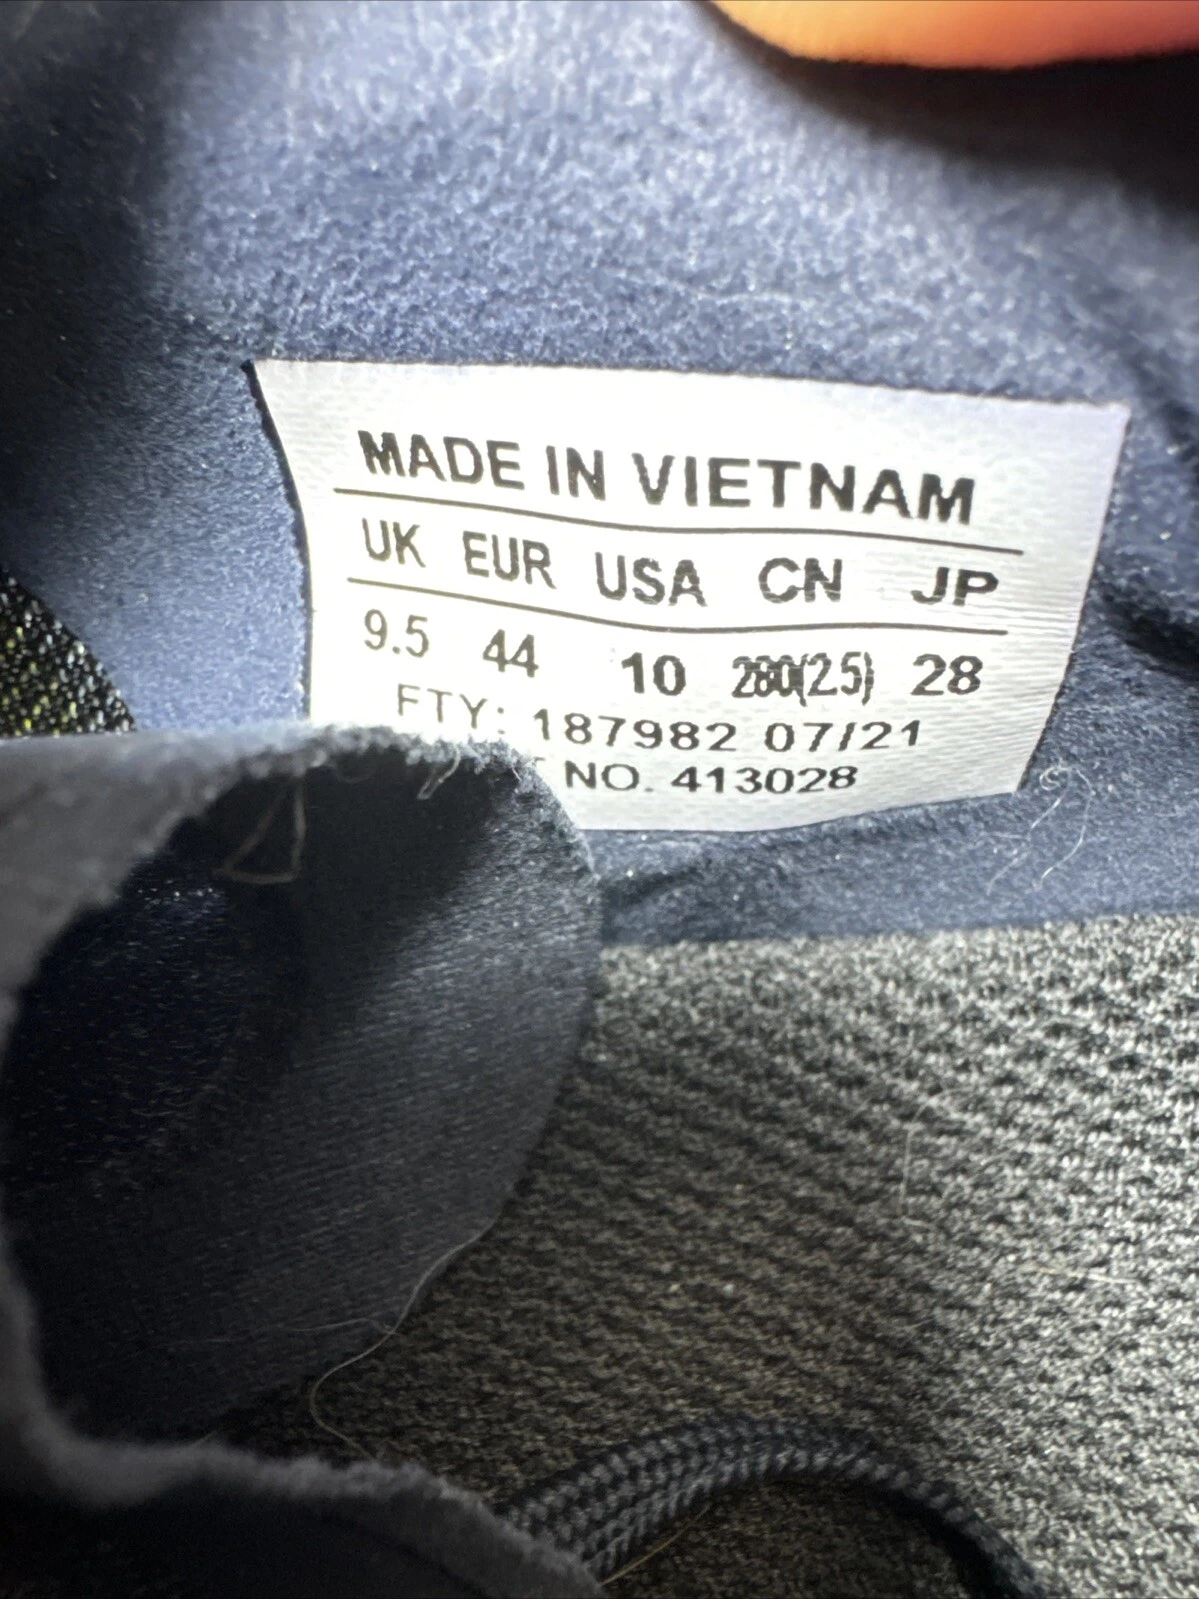 MADE IN VIETNAM
UK EUR USA CN JP
9.5 44 10 280(2.5) 28
FTY: 187982 07/21
NO. 413028